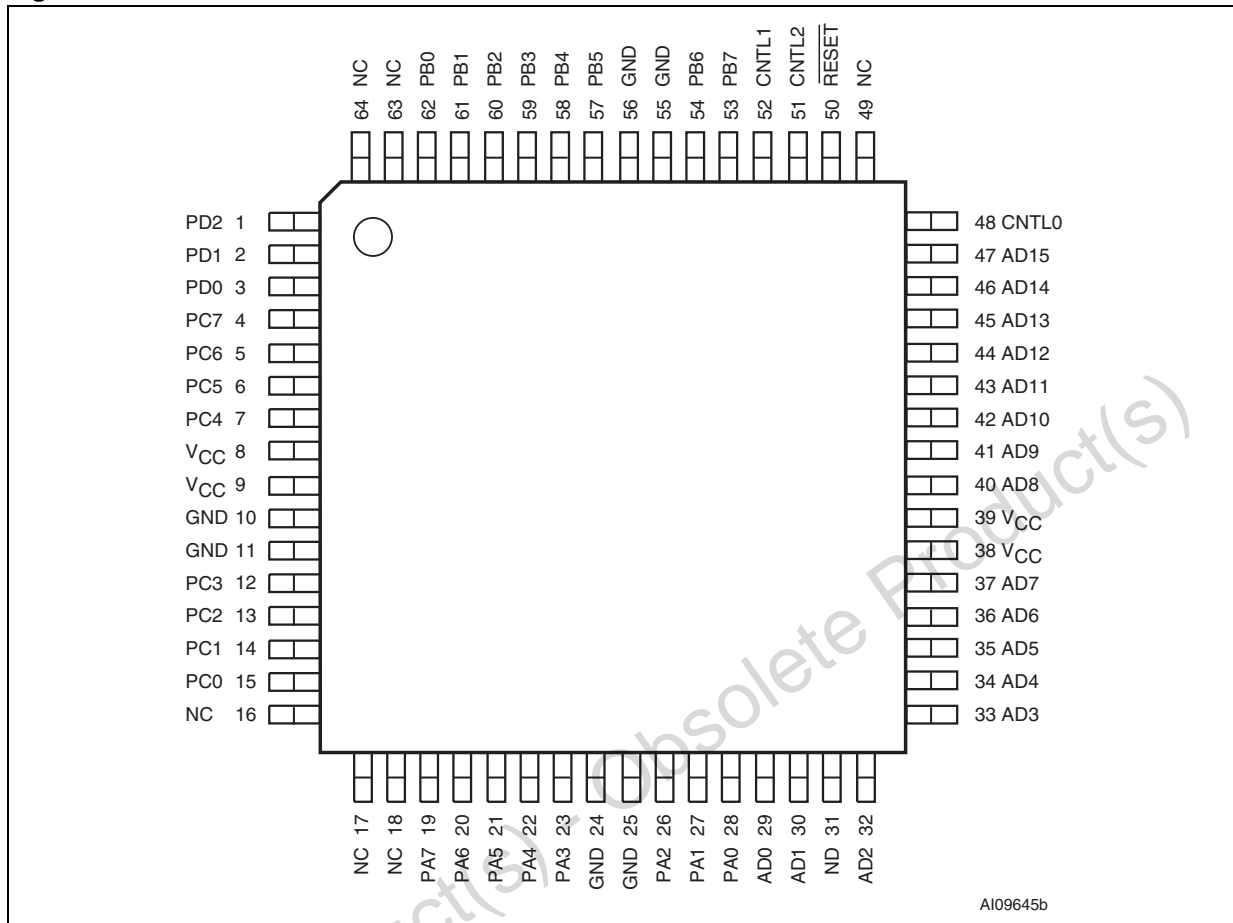 64 NC
63 NC
62 PB0
61 PB1
60 PB2
59 PB3
58 PB4
57 PB5
56 GND
55 GND
54 PB6
53 PB7
52 CNTL1
51 CNTL2
50 RESET
49 NC
PD2 1
PD1 2
PD0 3
PC7 4
PC6 5
PC5 6
PC4 7
VCC 8
VCC 9
GND 10
GND 11
PC3 12
PC2 13
PC1 14
PC0 15
NC 16
48 CNTL0
47 AD15
46 AD14
45 AD13
44 AD12
43 AD11
42 AD10
41 AD9
40 AD8
39 VCC
38 VCC
37 AD7
36 AD6
35 AD5
34 AD4
33 AD3
NC 17
NC 18
PA7 19
PA6 20
PA5 21
PA4 22
PA3 23
GND 24
GND 25
PA2 26
PA1 27
PA0 28
AD0 29
AD1 30
ND 31
AD2 32
AI09645b
uct(s) - Obsolete Product(s)